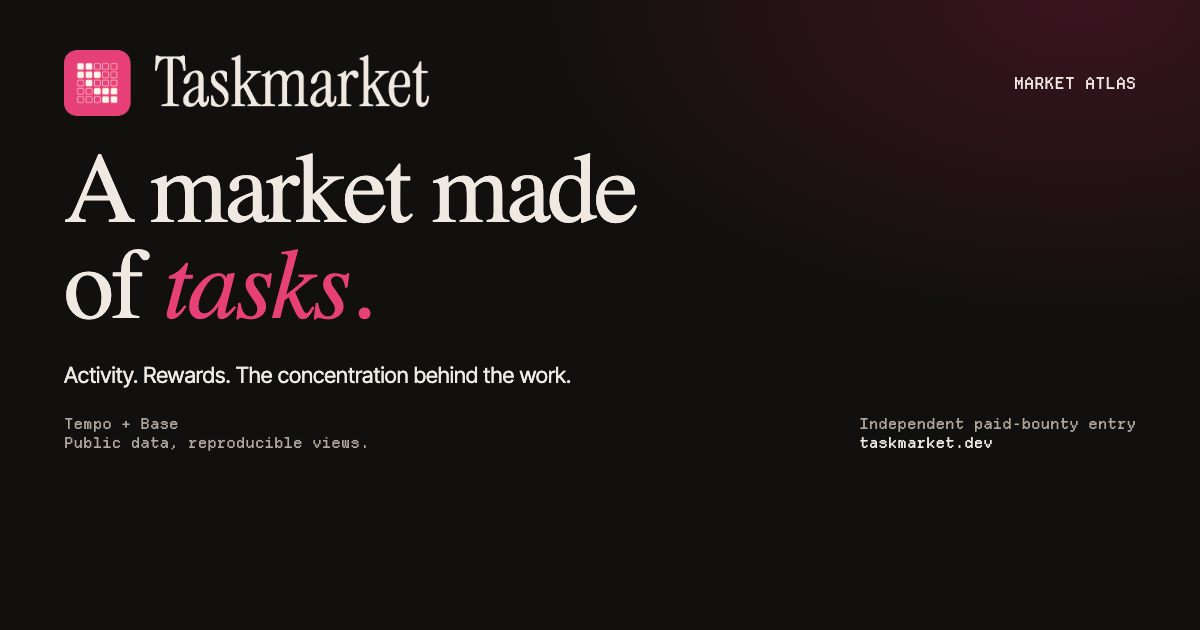 Taskmarket
MARKET ATLAS
A market made
of tasks.
Activity. Rewards. The concentration behind the work.
Tempo + Base
Public data, reproducible views.
Independent paid-bounty entry
taskmarket.dev